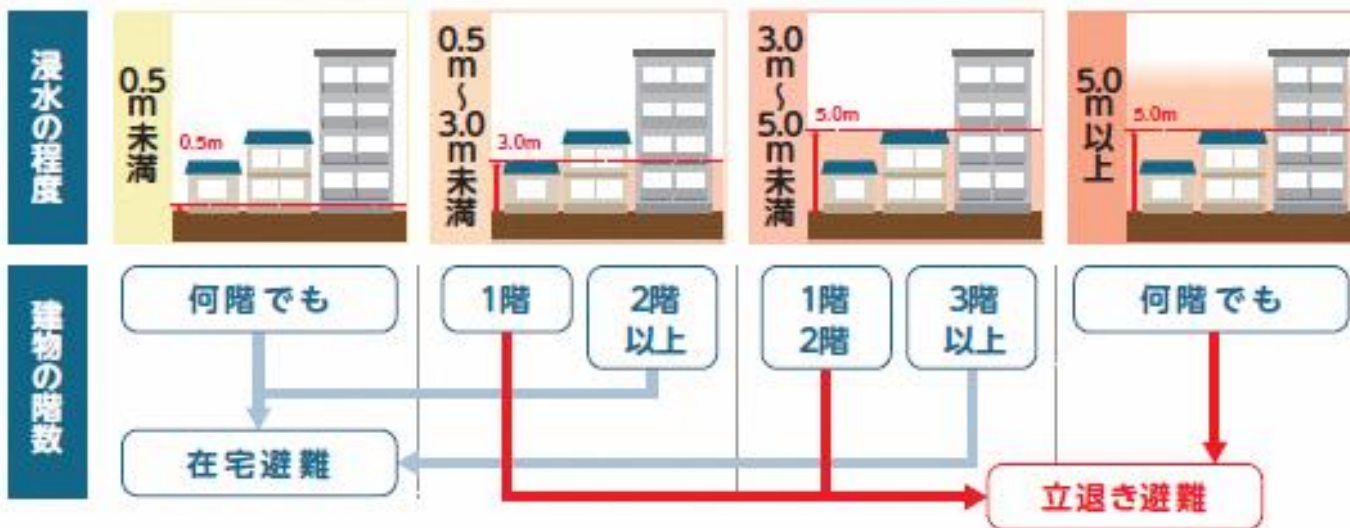 浸水の程度
0.5m未満
0.5m
0.5m～3.0m未満
3.0m
3.0m～5.0m未満
5.0m
5.0m以上
5.0m
建物の階数
何階でも
1階
2階
以上
1階
2階
3階
以上
何階でも
在宅避難
立退き避難